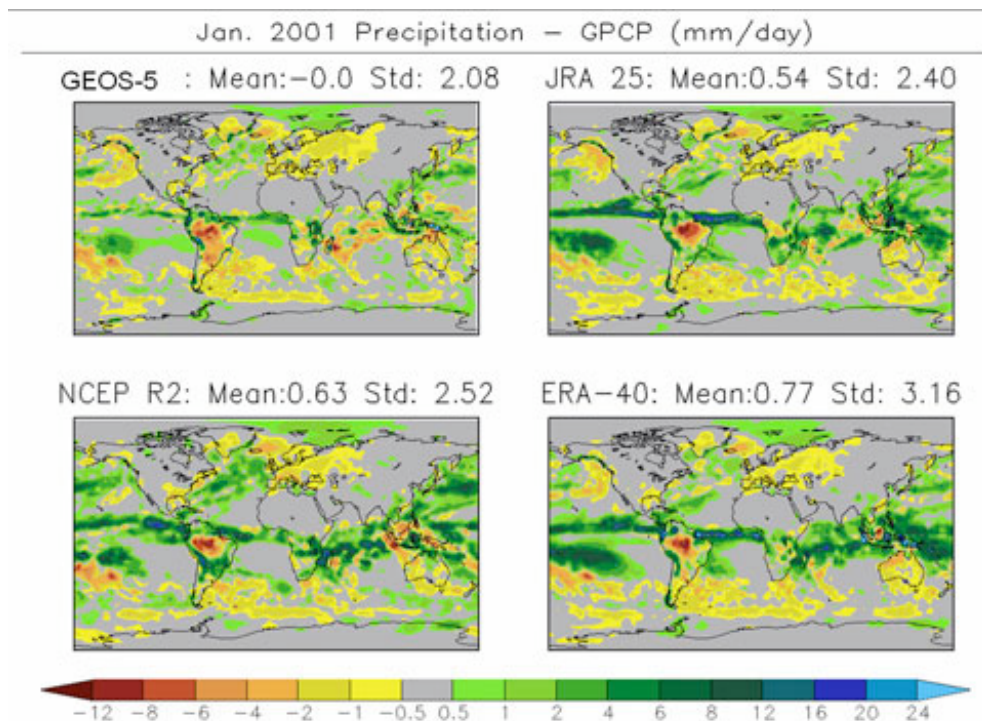 Jan. 2001 Precipitation – GPCP (mm/day)
GEOS-5 : Mean:−0.0 Std: 2.08
JRA 25: Mean:0.54 Std: 2.40
NCEP R2: Mean:0.63 Std: 2.52
ERA−40: Mean:0.77 Std: 3.16
−12 −8 −6 −4 −2 −1 −0.5 0.5 1 2 4 6 8 12 16 20 24